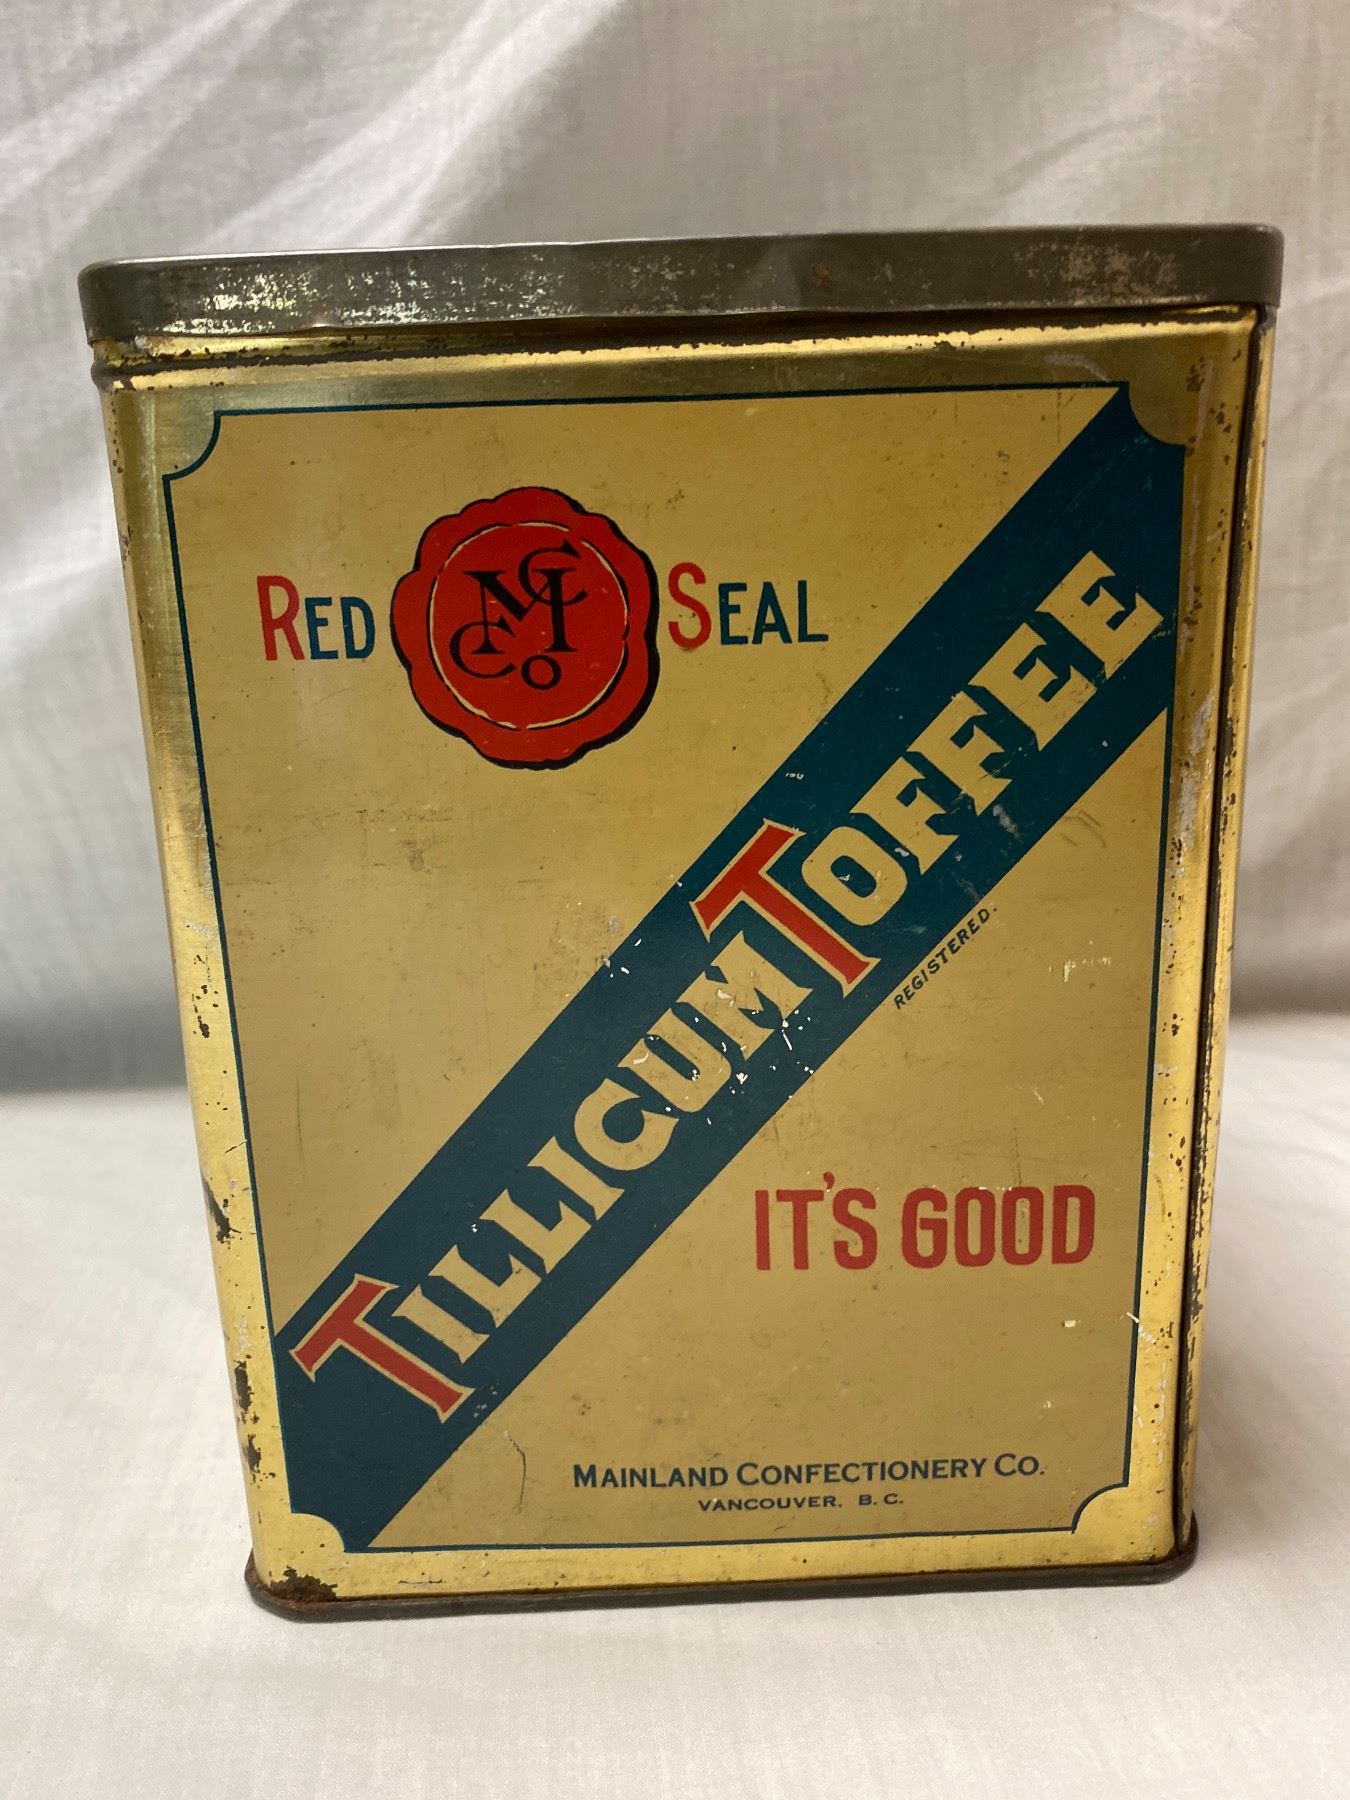 RED MCCo SEAL
TILLICUM TOFFEE
REGISTERED.
IT'S GOOD
MAINLAND CONFECTIONERY CO.
VANCOUVER, B. C.